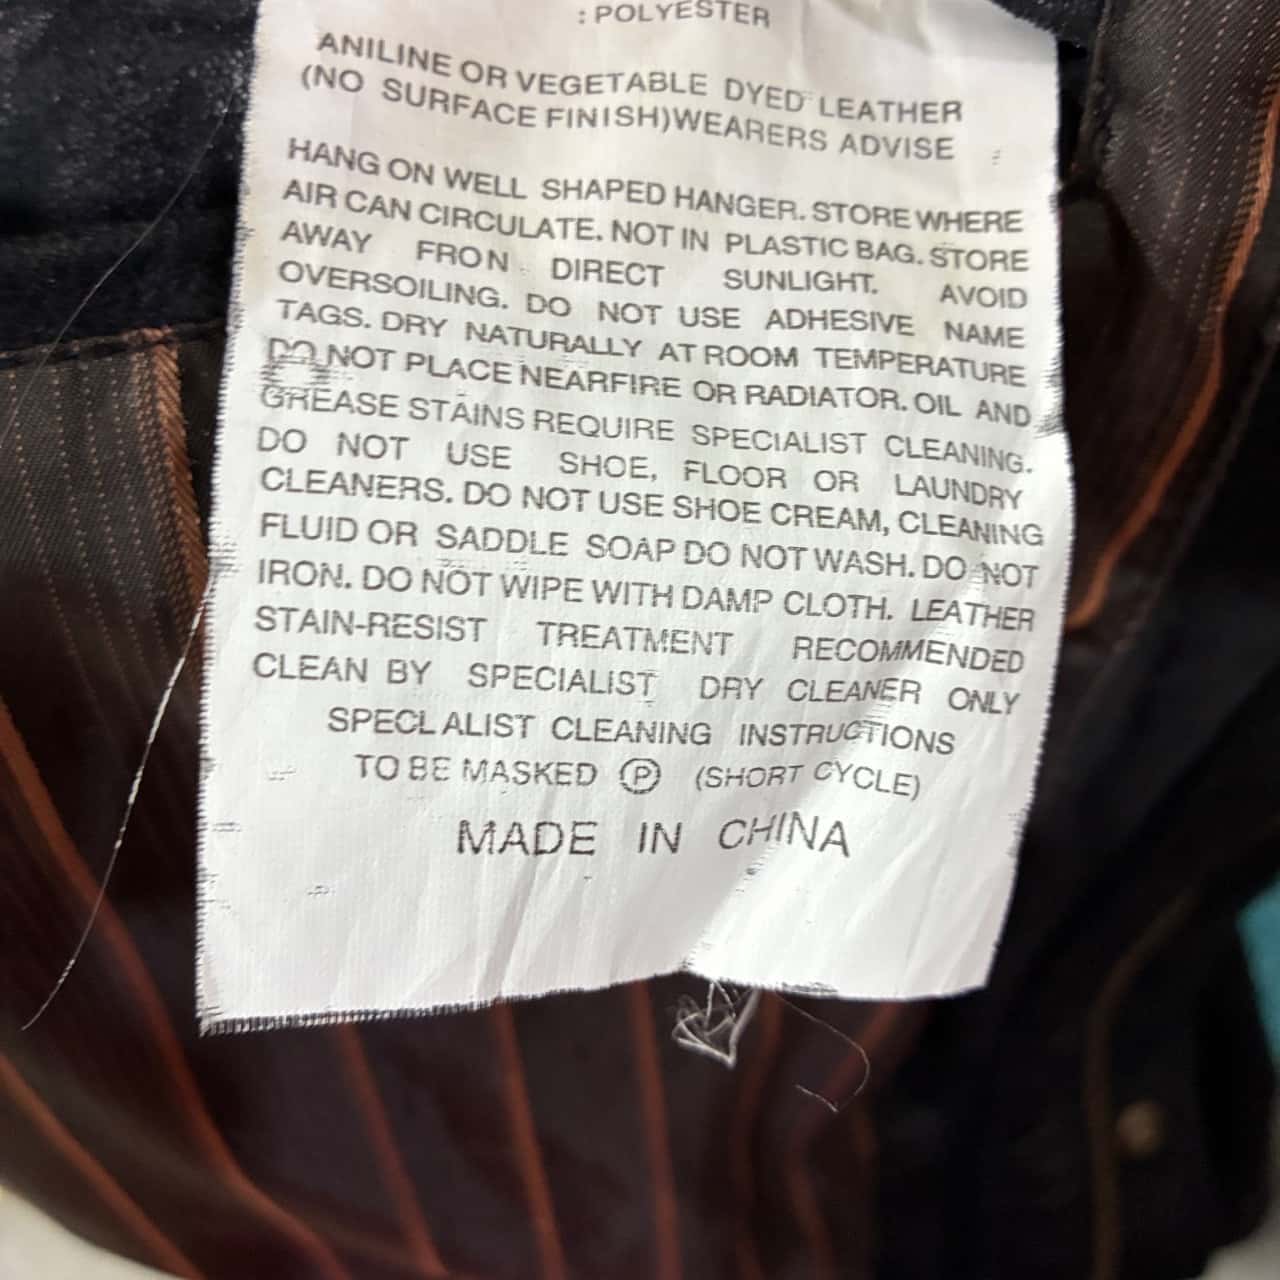 : POLYESTER
ANILINE OR VEGETABLE DYED LEATHER
(NO SURFACE FINISH)WEARERS ADVISE
HANG ON WELL SHAPED HANGER. STORE WHERE
AIR CAN CIRCULATE. NOT IN PLASTIC BAG. STORE
AWAY FRON DIRECT SUNLIGHT. AVOID
OVERSOILING. DO NOT USE ADHESIVE NAME
TAGS. DRY NATURALLY AT ROOM TEMPERATURE
DO NOT PLACE NEARFIRE OR RADIATOR. OIL AND
GREASE STAINS REQUIRE SPECIALIST CLEANING.
DO NOT USE SHOE, FLOOR OR LAUNDRY
CLEANERS. DO NOT USE SHOE CREAM, CLEANING
FLUID OR SADDLE SOAP DO NOT WASH. DO NOT
IRON. DO NOT WIPE WITH DAMP CLOTH. LEATHER
STAIN-RESIST TREATMENT RECOMMENDED
CLEAN BY SPECIALIST DRY CLEANER ONLY
SPECLALIST CLEANING INSTRUCTIONS
TO BE MASKED Ⓟ (SHORT CYCLE)
MADE IN CHINA